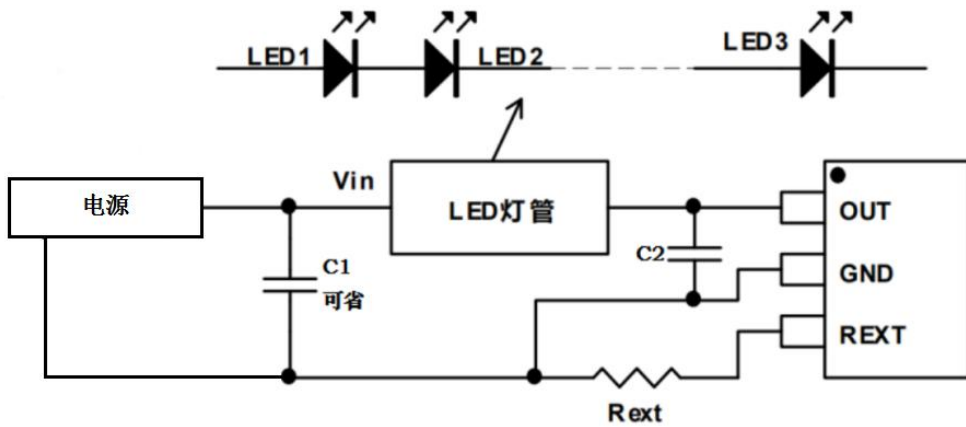 LED1
LED2
LED3
电源
Vin
LED灯管
C1
可省
C2
OUT
GND
REXT
Rext